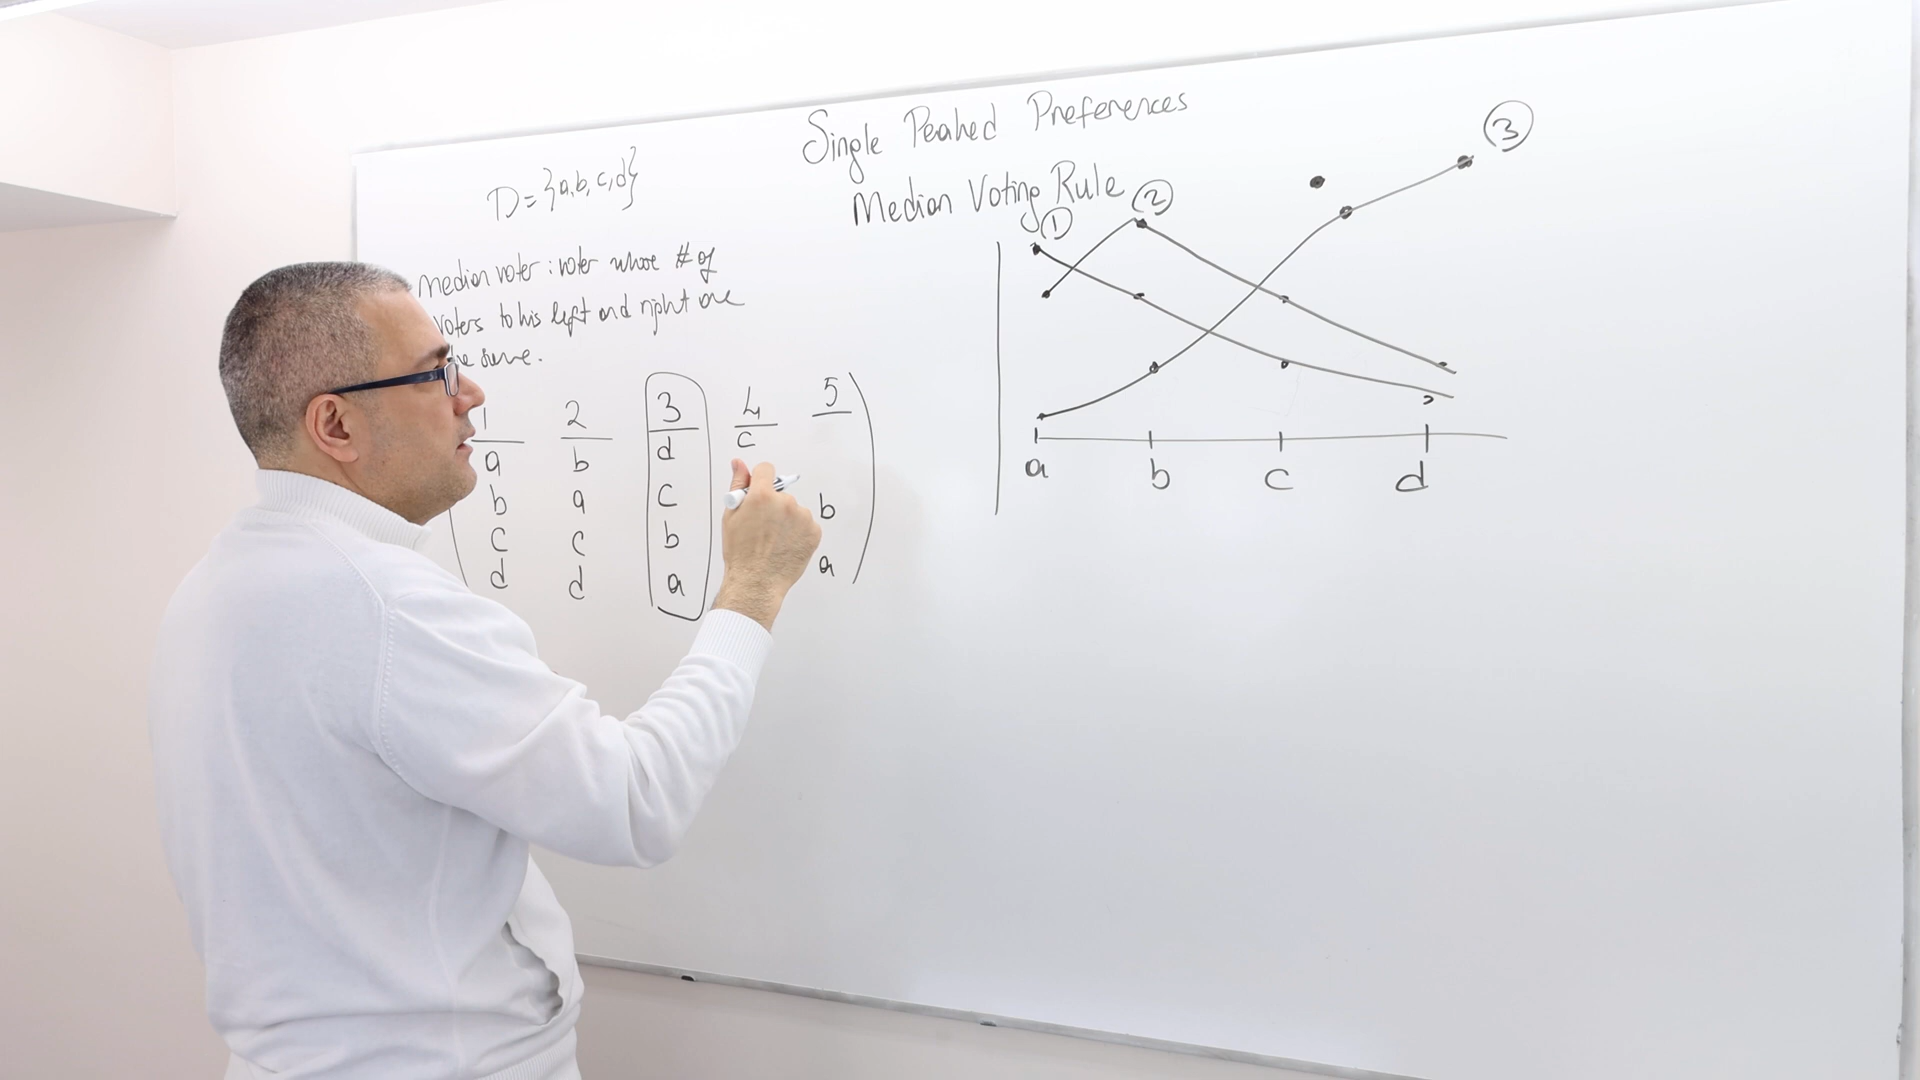 Single Peaked Preferences
Median Voting Rule
D = {a, b, c, d}
Median voter : voter whose # of
voters to his left and right are
same.
1 2 3 4 5
a b d c
b a c b
c c b
d d a a
① ② ③
a b c d